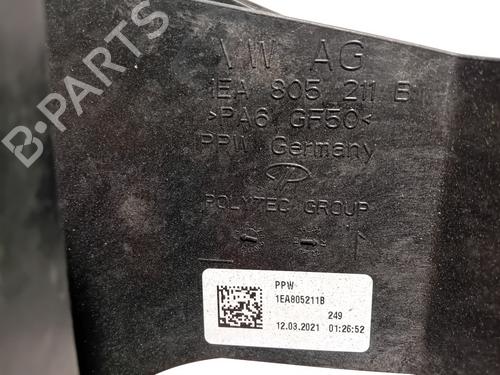 VW AG
1EA 805 211 B
>PA6 GF50<
PPW Germany
POLYTEC GROUP
PPW
1EA805211B
249
12.03.2021 01:26:52
B-PARTS